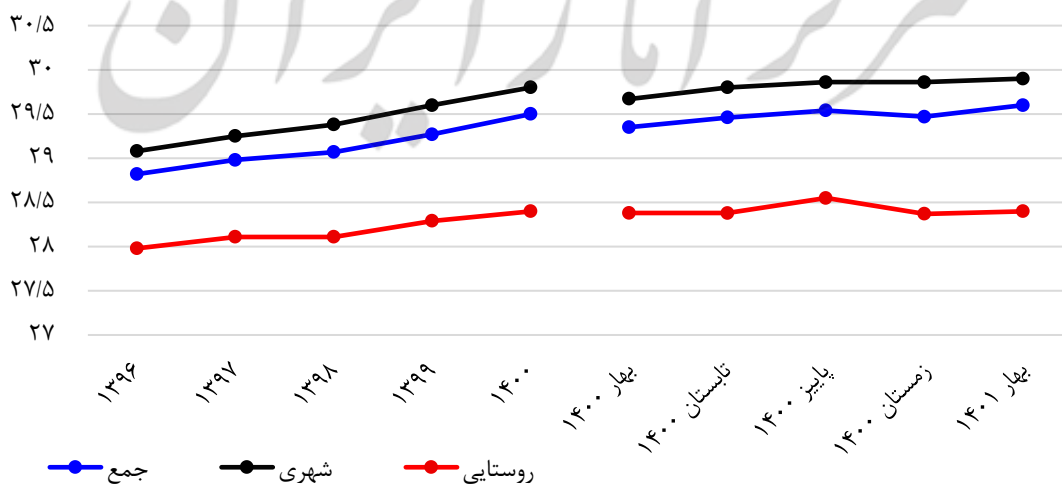 ۳۰/۵
۳۰
۲۹/۵
۲۹
۲۸/۵
۲۸
۲۷/۵
۲۷
۱۳۹۶
۱۳۹۷
۱۳۹۸
۱۳۹۹
۱۴۰۰
بهار ۱۴۰۰
تابستان ۱۴۰۰
پاییز ۱۴۰۰
زمستان ۱۴۰۰
بهار ۱۴۰۱
جمع
شهری
روستایی